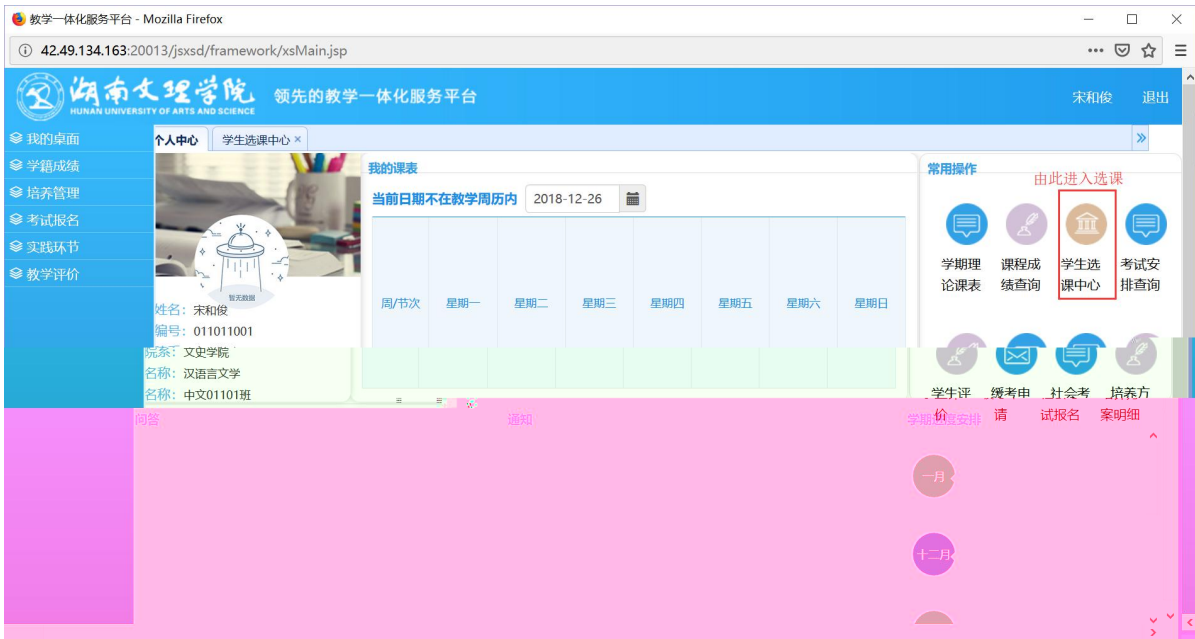 教学一体化服务平台 - Mozilla Firefox
42.49.134.163:20013/jsxsd/framework/xsMain.jsp
湖南文理学院
HUNAN UNIVERSITY OF ARTS AND SCIENCE
领先的教学一体化服务平台
宋和俊 退出
我的桌面
学籍成绩
培养管理
考试报名
实践环节
教学评价
个人中心 学生选课中心
暂无数据
姓名：宋和俊
编号：011011001
院系：文史学院
名称：汉语言文学
名称：中文01101班
我的课表
当前日期不在教学周历内 2018-12-26
周/节次 星期一 星期二 星期三 星期四 星期五 星期六 星期日
常用操作
由此进入选课
学期理论课表
课程成绩查询
学生选课中心
考试安排查询
学生评价
缓考申请
社会考试报名
培养方案明细
问答
通知
学期进度安排
一月
十二月